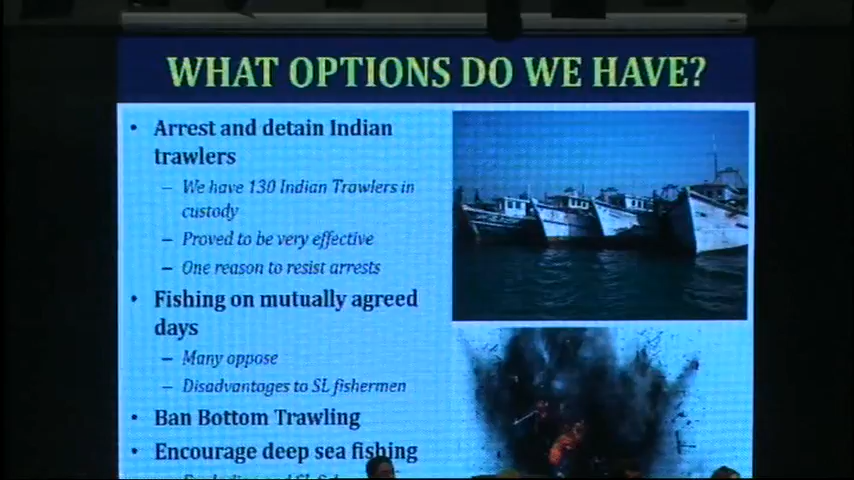 WHAT OPTIONS DO WE HAVE?
• Arrest and detain Indian
trawlers
– We have 130 Indian Trawlers in
custody
– Proved to be very effective
– One reason to resist arrests
• Fishing on mutually agreed
days
– Many oppose
– Disadvantages to SL fishermen
• Ban Bottom Trawling
• Encourage deep sea fishing